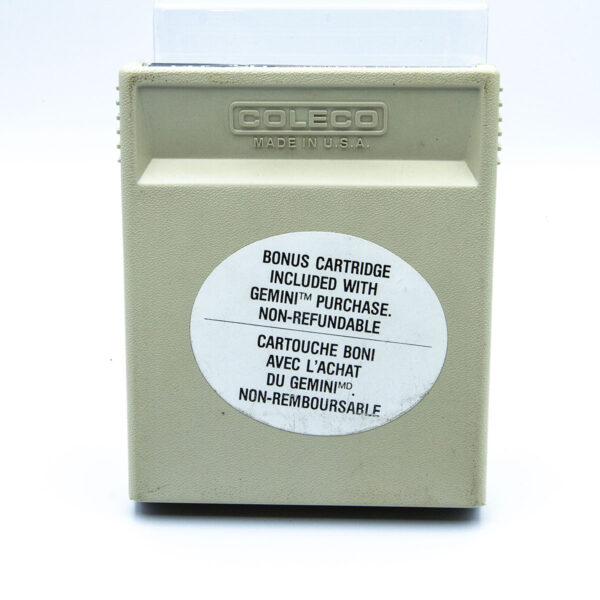 COLECO
MADE IN U.S.A.
BONUS CARTRIDGE
INCLUDED WITH
GEMINI™ PURCHASE.
NON-REFUNDABLE
CARTOUCHE BONI
AVEC L'ACHAT
DU GEMINIᴹᴰ.
NON-REMBOURSABLE